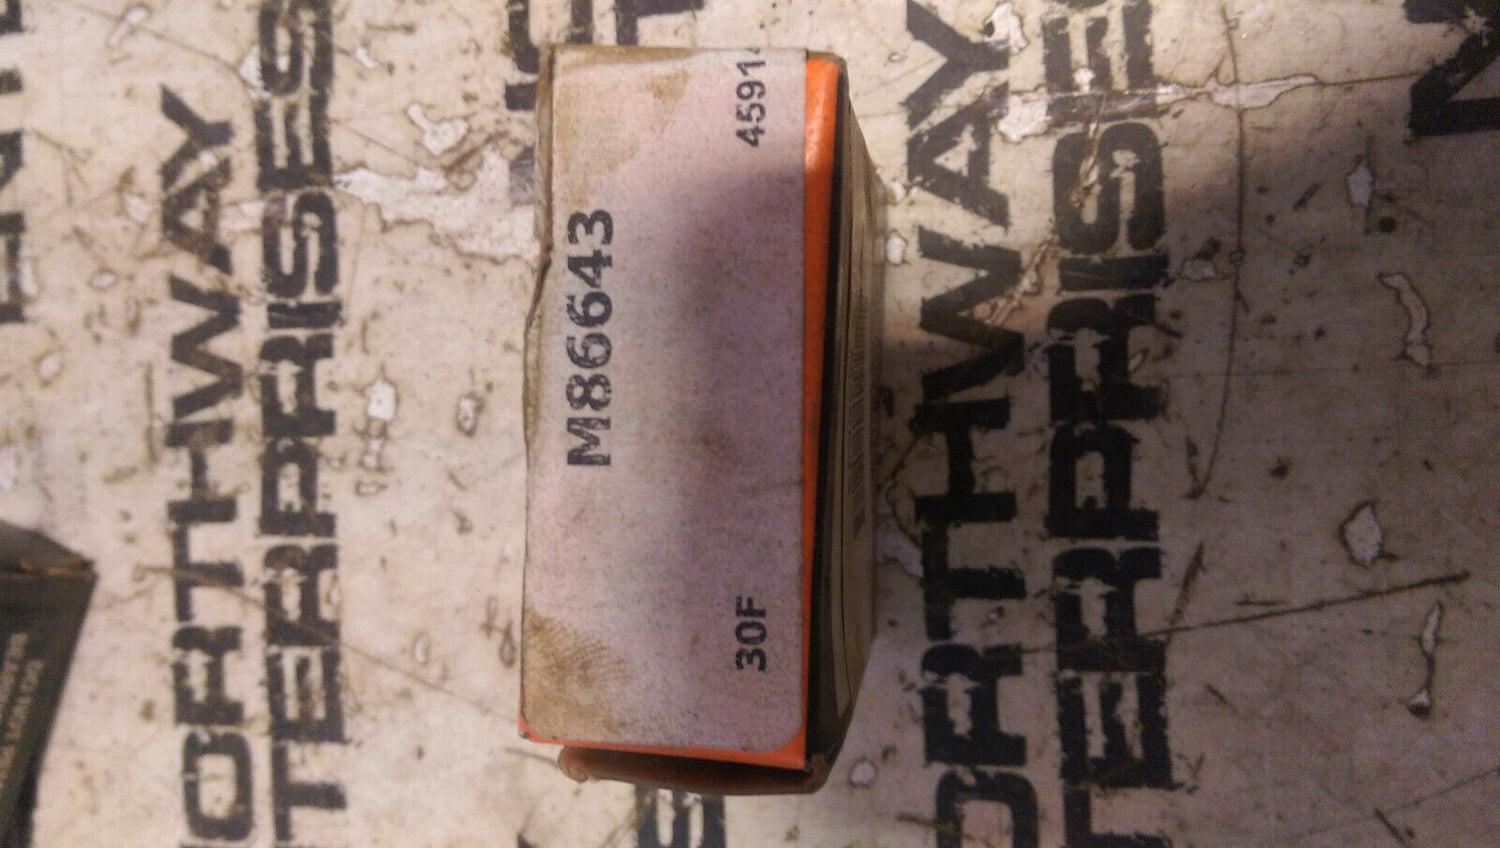 M86643
30F 4591
NORTHWAY
ENTERPRISES
NORTHWAY
ENTERPRISES